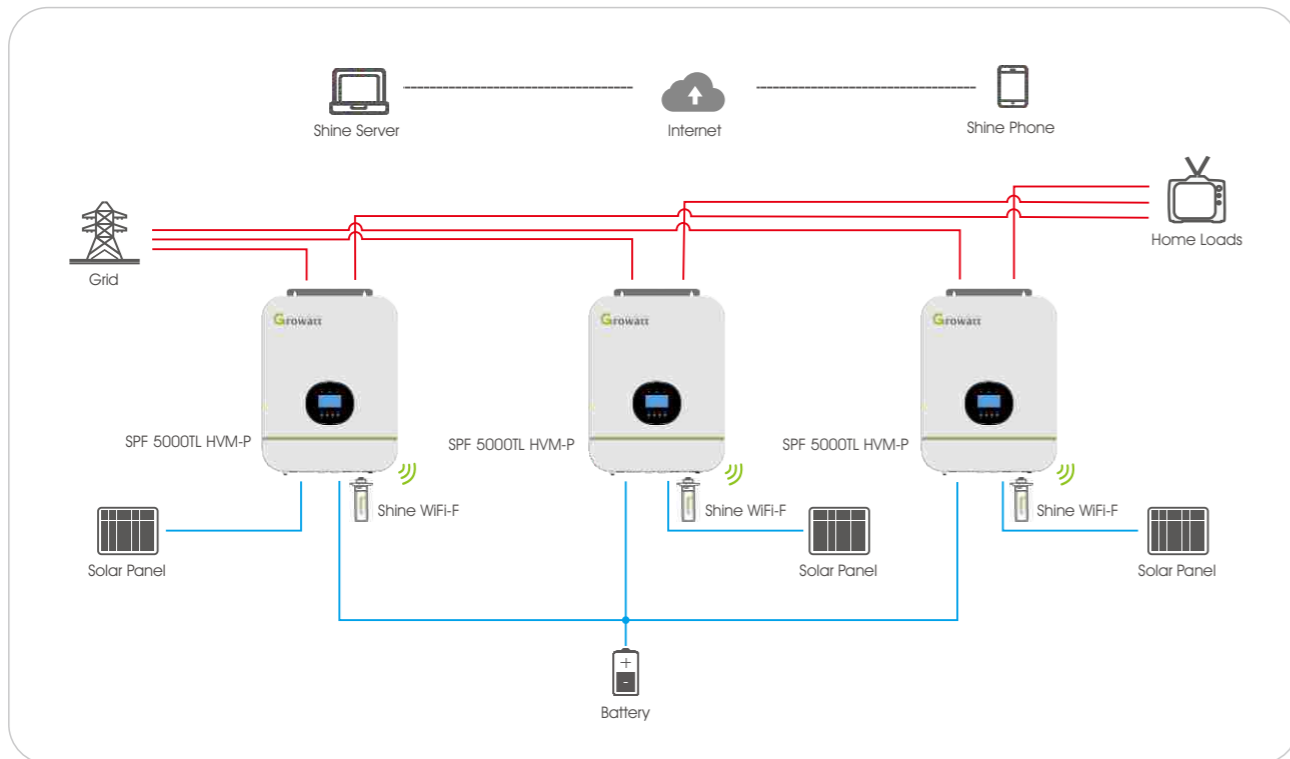 Shine Server
Internet
Shine Phone
Grid
Home Loads
Growatt
Growatt
Growatt
SPF 5000TL HVM-P
SPF 5000TL HVM-P
SPF 5000TL HVM-P
Shine WiFi-F
Shine WiFi-F
Shine WiFi-F
Solar Panel
Solar Panel
Solar Panel
+
-
Battery